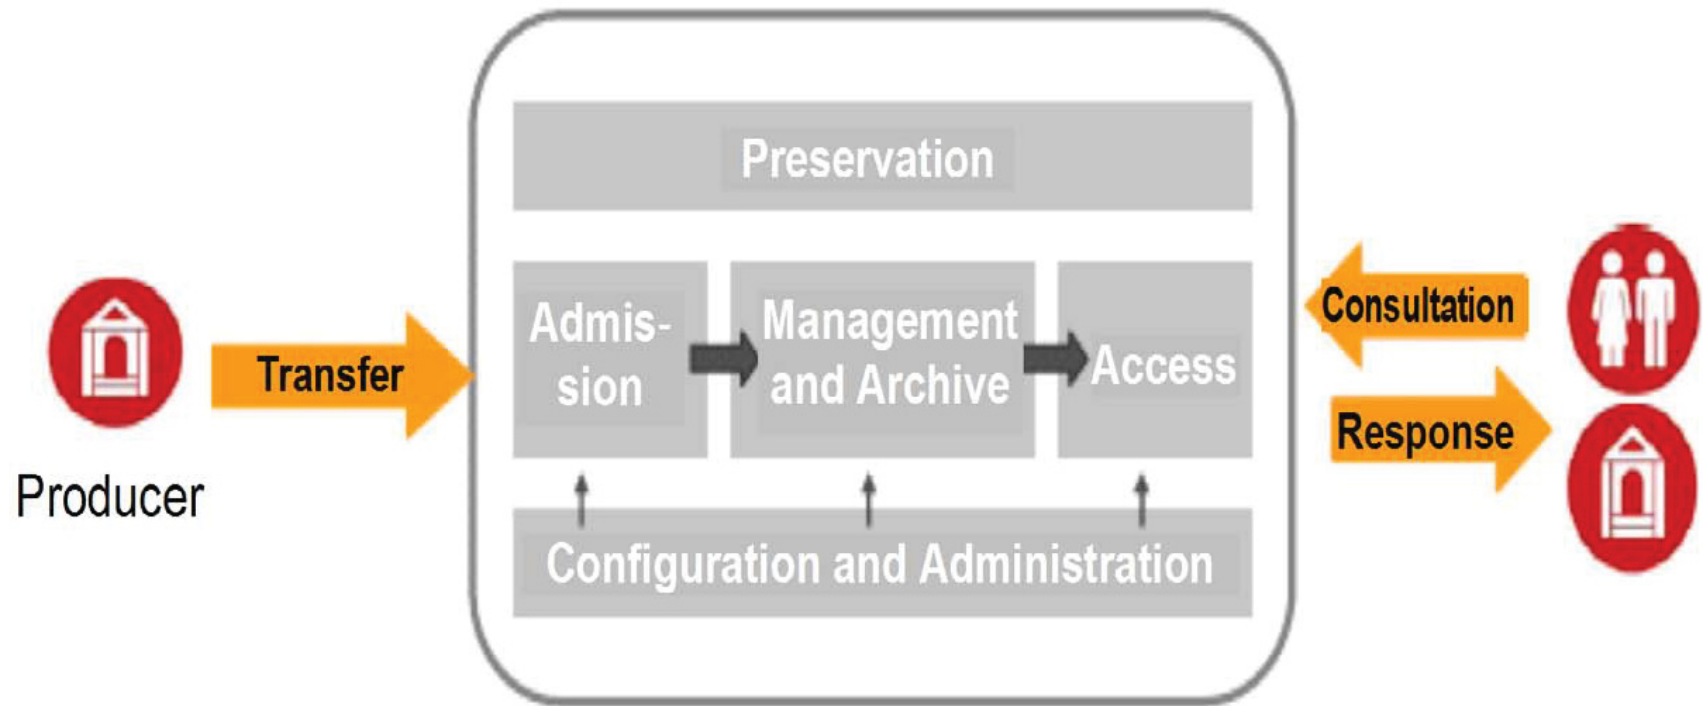 Preservation
Admis-
sion
Management
and Archive
Access
Configuration and Administration
Transfer
Producer
Consultation
Response